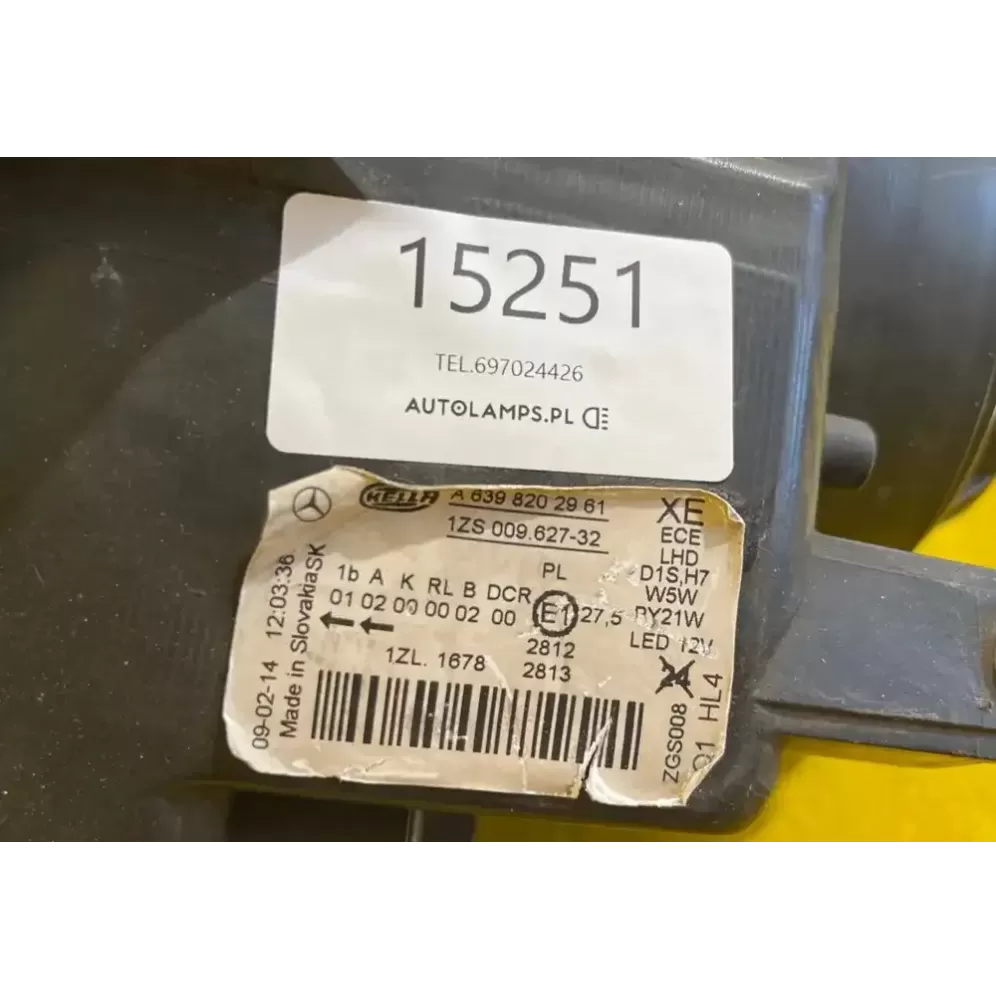 15251
TEL.697024426
AUTOLAMPS.PL
HELLA A 639 820 29 61
1ZS 009.627-32
XE
ECE
LHD
D1S,H7
W5W
PY21W
LED 12V
24
PL
1b A K RL B DCR
01 02 00 00 02 00 E1 27,5
2812
1ZL. 1678 2813
09-02-14 12:03:36
Made in SlovakiaSK
ZGS008
HL4